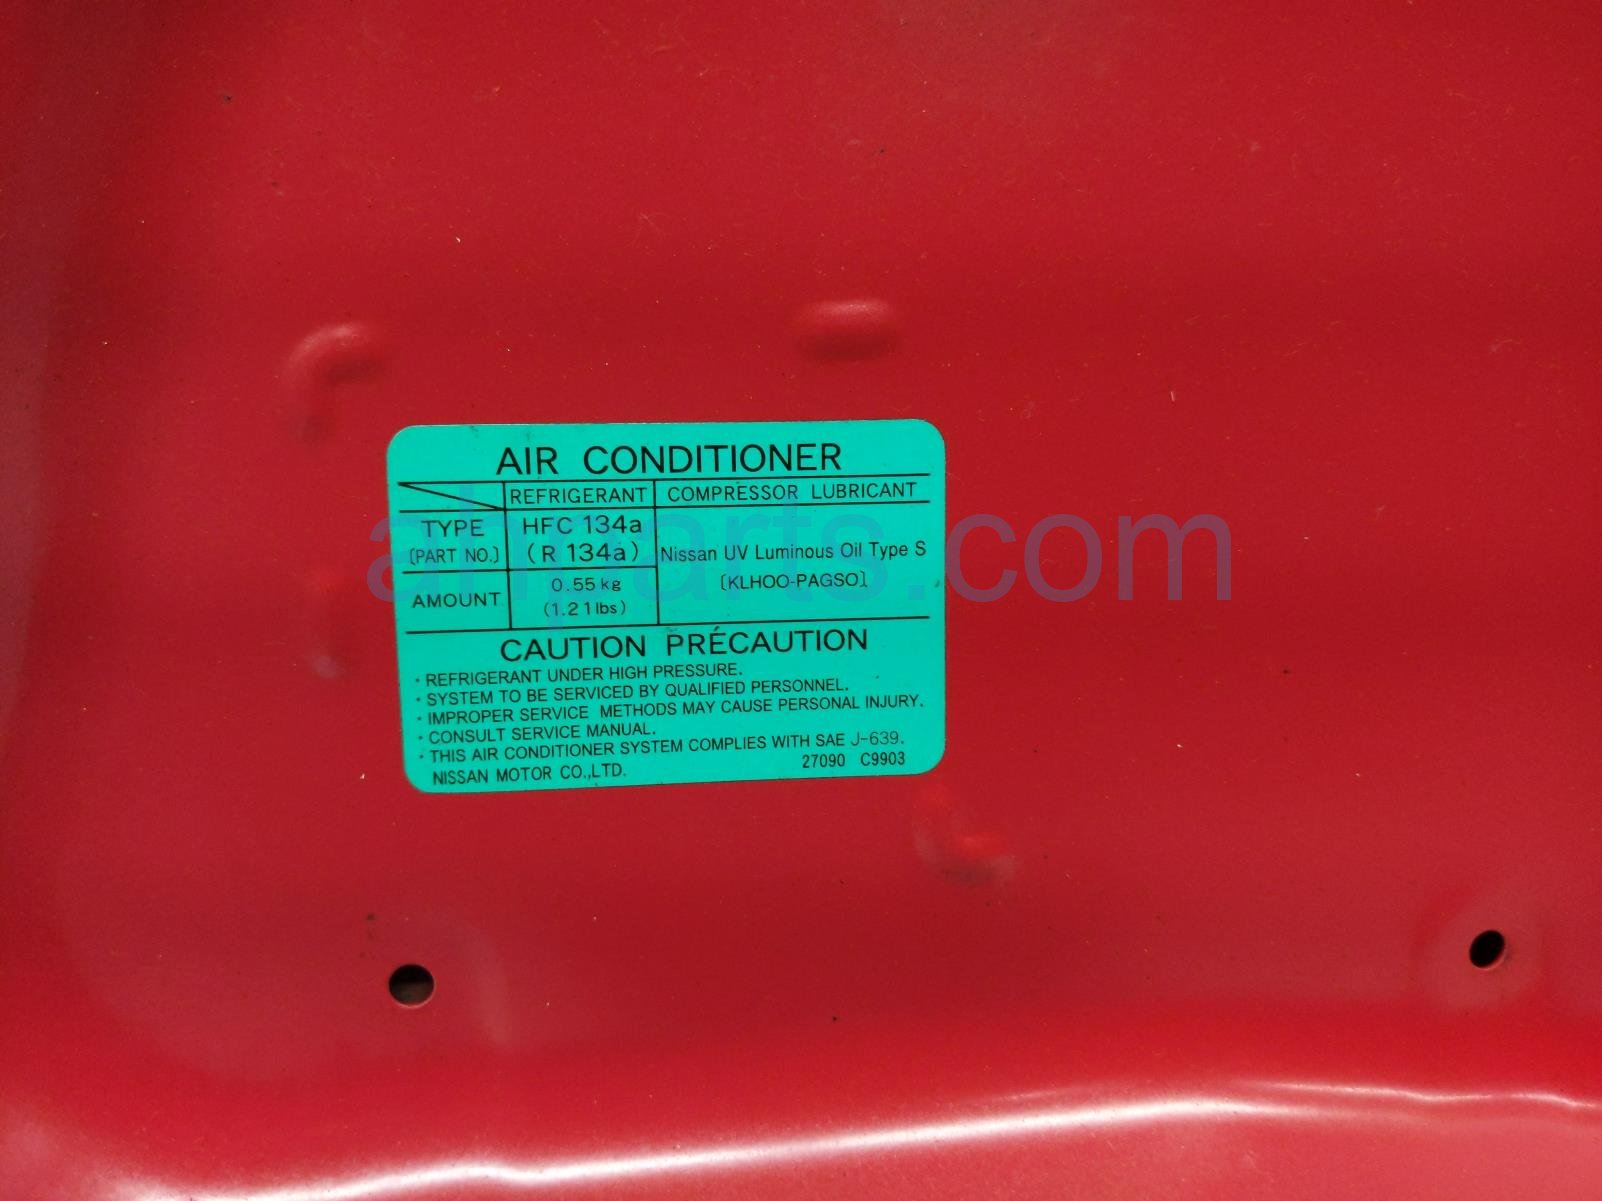 AIR CONDITIONER
REFRIGERANT COMPRESSOR LUBRICANT
TYPE HFC 134a
(PART NO.) (R 134a) Nissan UV Luminous Oil Type S
(KLHOO-PAGSO)
AMOUNT 0.55 kg
(1.21 lbs)
CAUTION PRÉCAUTION
· REFRIGERANT UNDER HIGH PRESSURE.
· SYSTEM TO BE SERVICED BY QUALIFIED PERSONNEL.
· IMPROPER SERVICE METHODS MAY CAUSE PERSONAL INJURY.
· CONSULT SERVICE MANUAL.
· THIS AIR CONDITIONER SYSTEM COMPLIES WITH SAE J-639.
NISSAN MOTOR CO.,LTD. 27090 C9903
ahparts.com